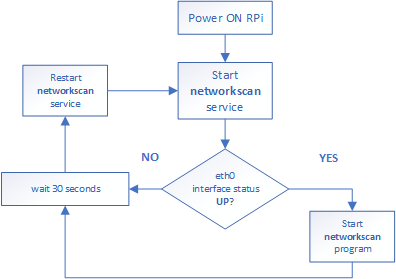 Power ON RPi
Restart
networkscan
service
Start
networkscan
service
NO
YES
eth0
interface status
UP?
wait 30 seconds
Start
networkscan
program